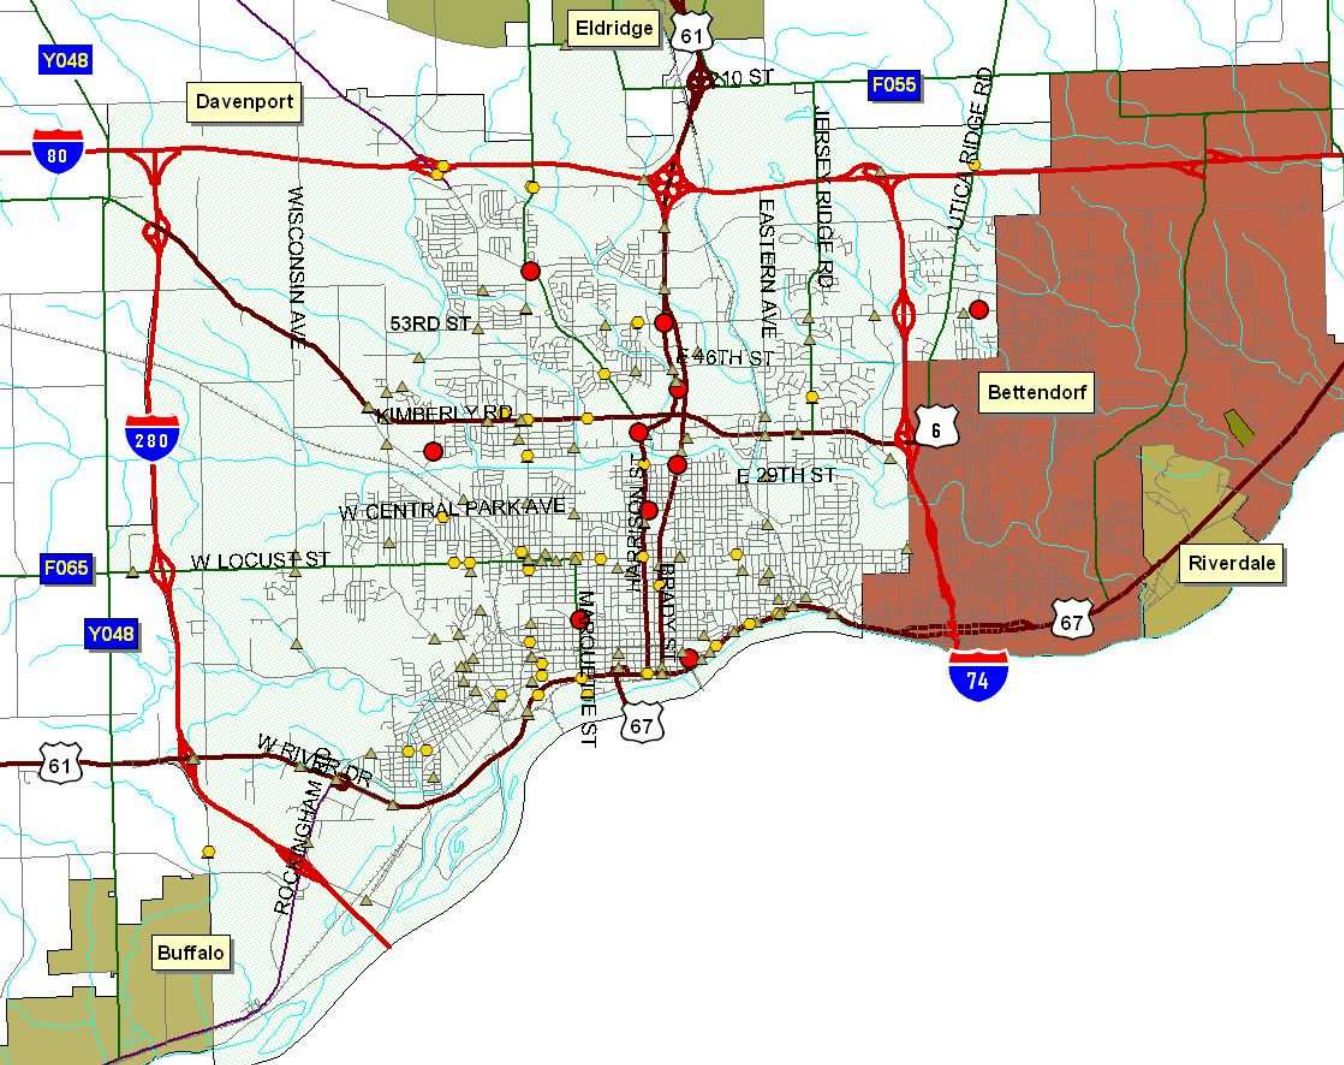 Eldridge
61
Y048
210 ST
F055
Davenport
80
UTICA RIDGE RD
JERSEY RIDGE RD
WISCONSIN AVE
EASTERN AVE
53RD ST
E 46TH ST
Bettendorf
KIMBERLY RD
6
280
E 29TH ST
HARRISON ST
W CENTRAL PARK AVE
W LOCUST ST
F065
Riverdale
BRADY ST
MARQUETTE ST
Y048
67
74
67
61
W RIVER DR
ROCKINGHAM RD
Buffalo